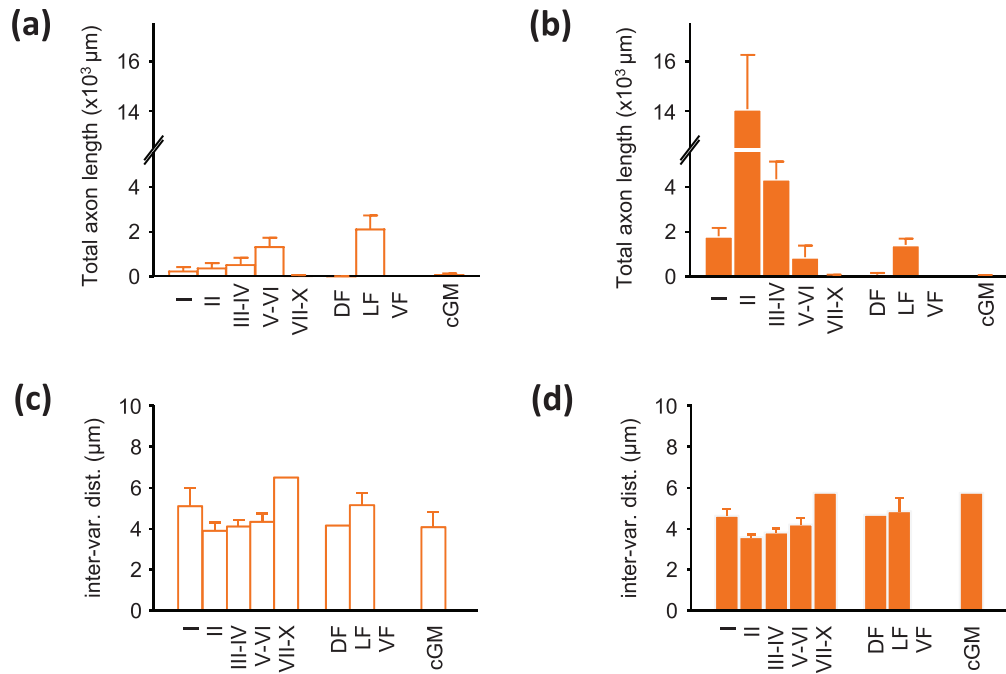 (a)
Total axon length (x10³ µm)
16
14
4
2
0
I
II
III-IV
V-VI
VII-X
DF
LF
VF
cGM
(b)
Total axon length (x10³ µm)
16
14
4
2
0
I
II
III-IV
V-VI
VII-X
DF
LF
VF
cGM
(c)
inter-var. dist. (µm)
10
8
6
4
2
0
I
II
III-IV
V-VI
VII-X
DF
LF
VF
cGM
(d)
inter-var. dist. (µm)
10
8
6
4
2
0
I
II
III-IV
V-VI
VII-X
DF
LF
VF
cGM